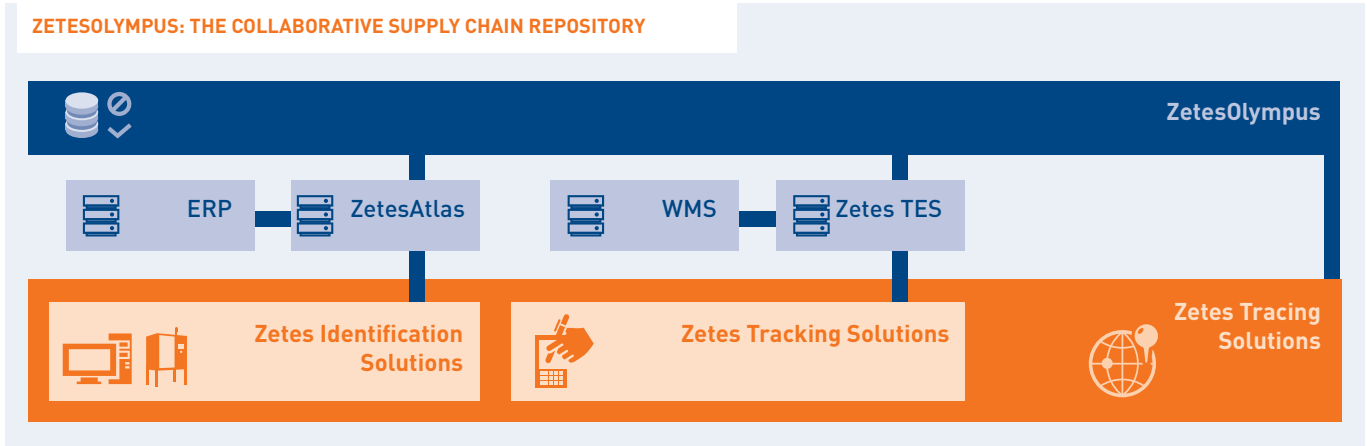 ZETESOLYMPUS: THE COLLABORATIVE SUPPLY CHAIN REPOSITORY
ZetesOlympus
ERP
ZetesAtlas
WMS
Zetes TES
Zetes Identification
Solutions
Zetes Tracking Solutions
Zetes Tracing
Solutions